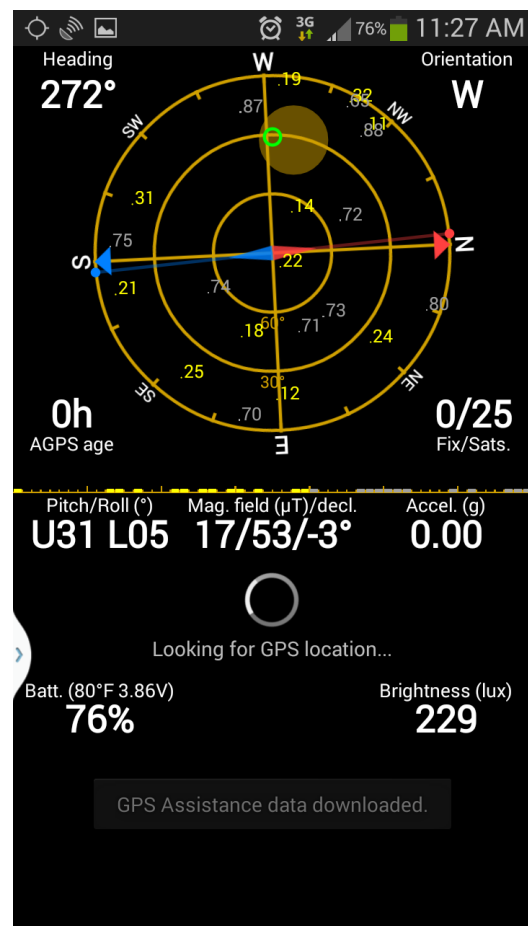 3G 76% 11:27 AM
Heading
272°
Orientation
W
W
SW
NW
S
N
SE
NE
E
.19
.87
.32
.11
.88
.31
.14
.72
.75
.22
.21
.74
.80
.73
.71
60°
.18
.24
.25
30°
.12
.70
0h
AGPS age
0/25
Fix/Sats.
Pitch/Roll (°) Mag. field (µT)/decl. Accel. (g)
U31 L05 17/53/-3° 0.00
Looking for GPS location...
Batt. (80°F 3.86V) Brightness (lux)
76% 229
GPS Assistance data downloaded.